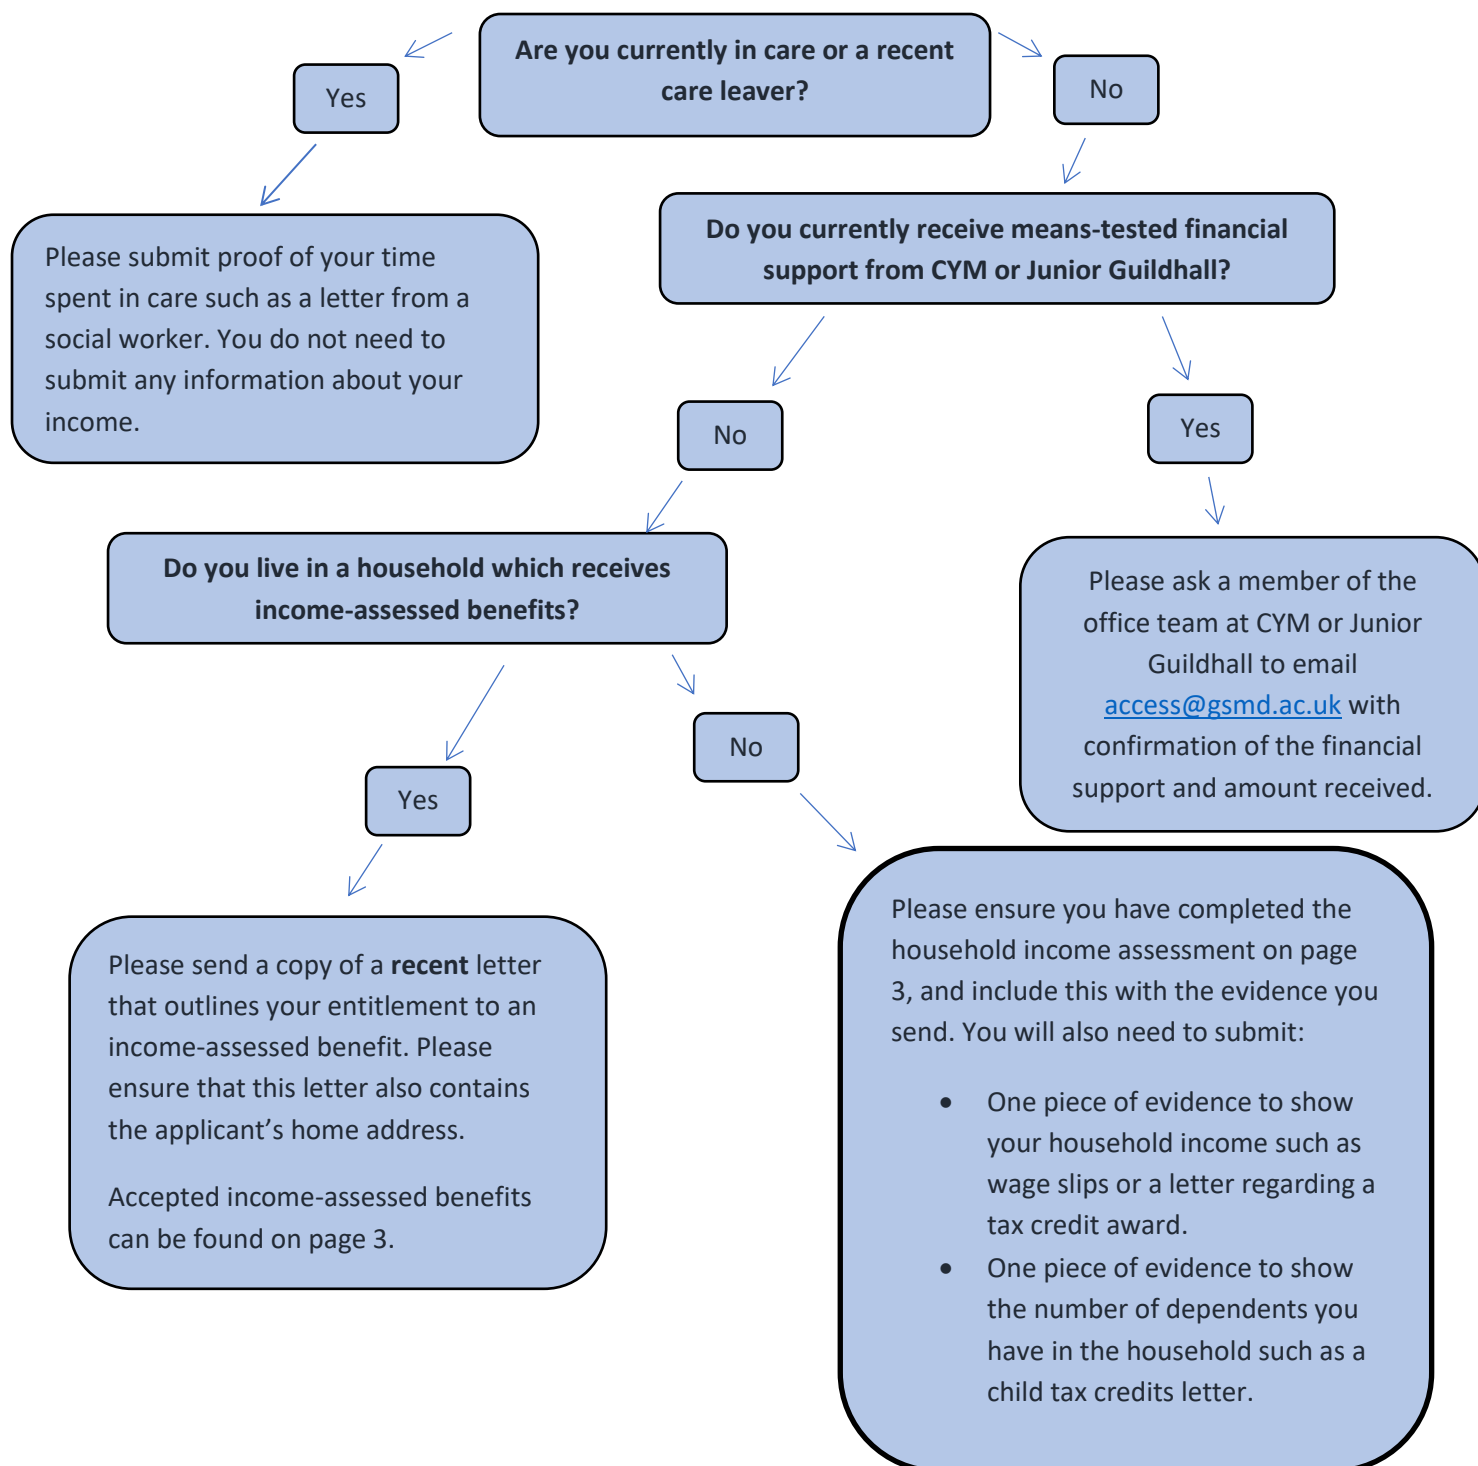 Are you currently in care or a recent
care leaver?
Yes
No
Please submit proof of your time
spent in care such as a letter from a
social worker. You do not need to
submit any information about your
income.
Do you currently receive means-tested financial
support from CYM or Junior Guildhall?
No
Yes
Do you live in a household which receives
income-assessed benefits?
Please ask a member of the
office team at CYM or Junior
Guildhall to email
access@gsmd.ac.uk with
confirmation of the financial
support and amount received.
Yes
No
Please send a copy of a recent letter
that outlines your entitlement to an
income-assessed benefit. Please
ensure that this letter also contains
the applicant’s home address.
Accepted income-assessed benefits
can be found on page 3.
Please ensure you have completed the
household income assessment on page
3, and include this with the evidence you
send. You will also need to submit:
• One piece of evidence to show
your household income such as
wage slips or a letter regarding a
tax credit award.
• One piece of evidence to show
the number of dependents you
have in the household such as a
child tax credits letter.